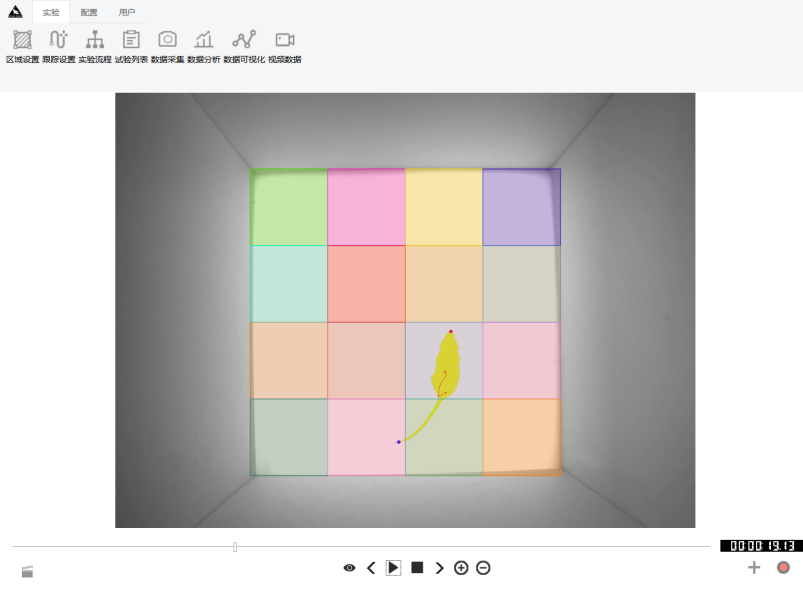 实验 配置 用户
区域设置 跟踪设置 实验流程 试验列表 数据采集 数据分析 数据可视化 视频数据
00:00:19.13